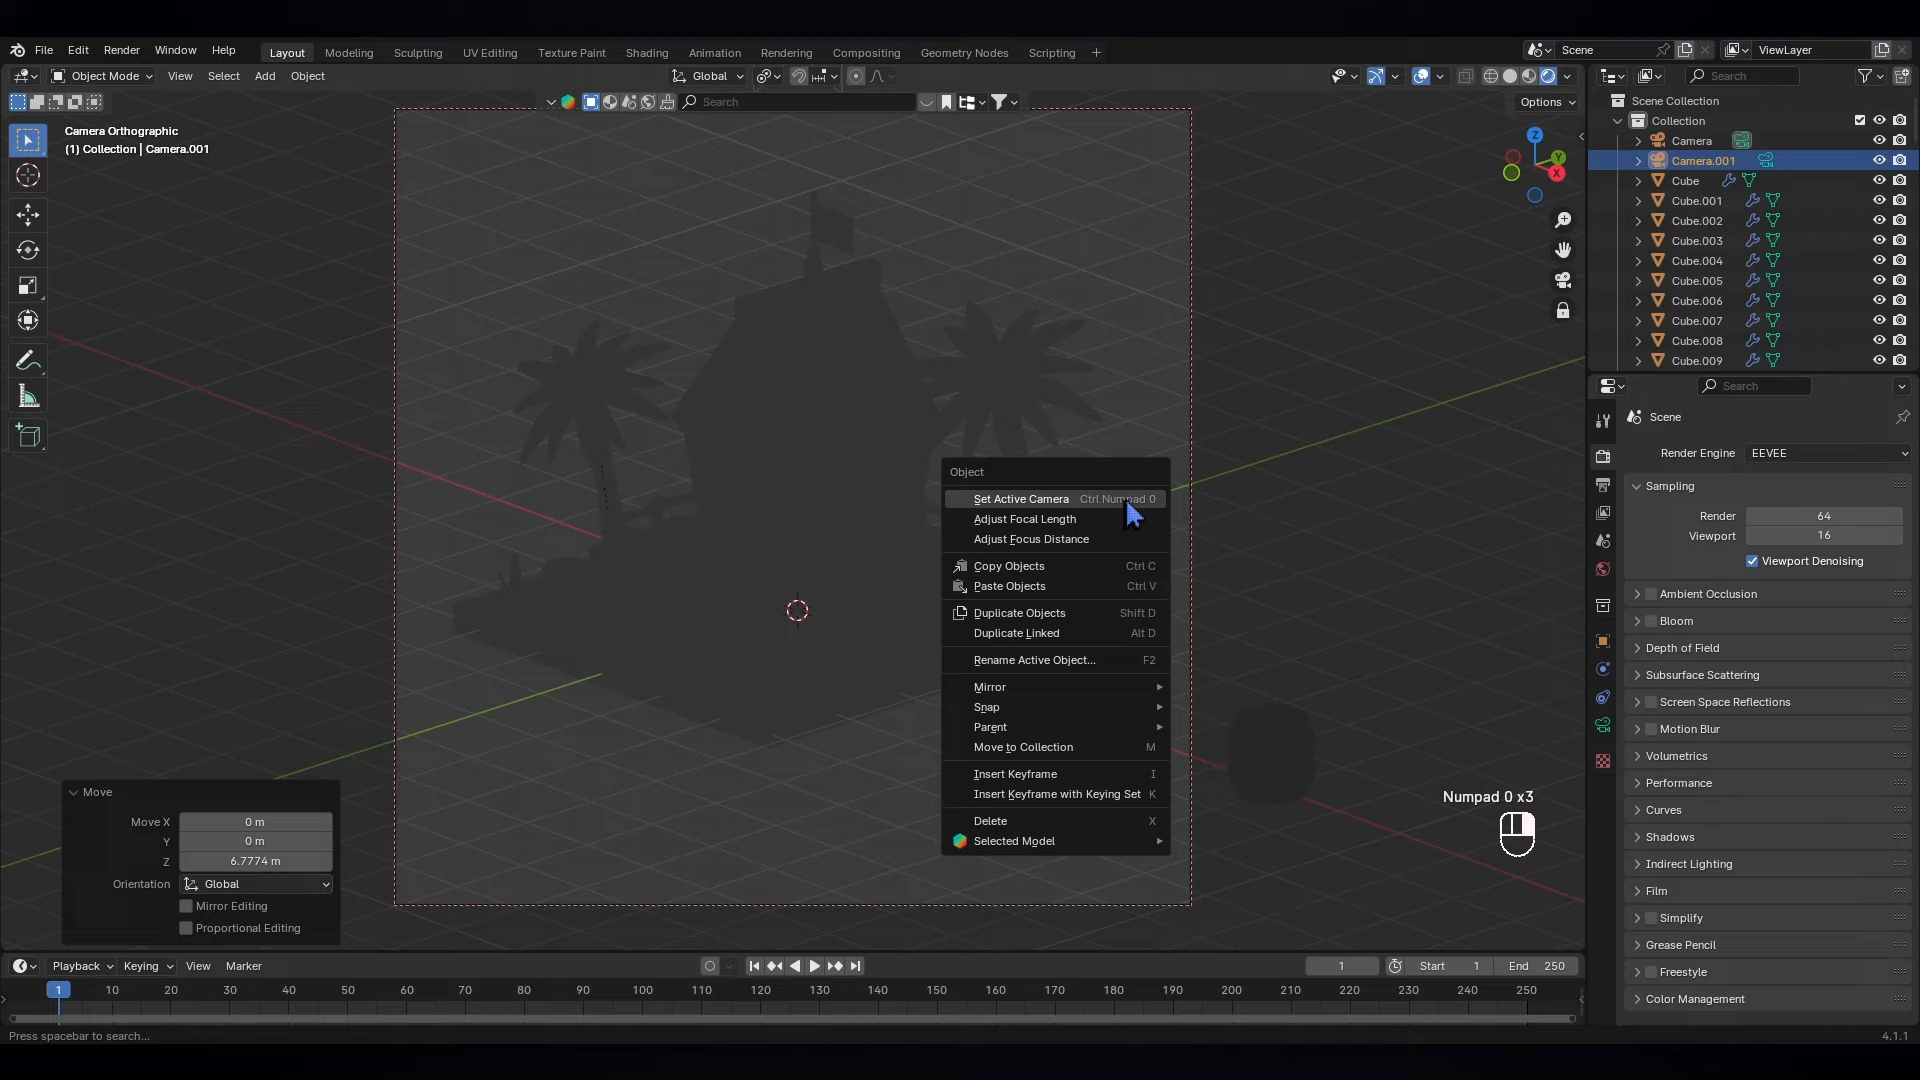 File Edit Render Window Help Layout Modeling Sculpting UV Editing Texture Paint Shading Animation Rendering Compositing Geometry Nodes Scripting + Scene ViewLayer
Object Mode View Select Add Object Global Search
Search Options
Camera Orthographic
(1) Collection | Camera.001
Z
Y
X
Scene Collection
Collection
Camera
Camera.001
Cube
Cube.001
Cube.002
Cube.003
Cube.004
Cube.005
Cube.006
Cube.007
Cube.008
Cube.009
Search
Scene
Render Engine EEVEE
Sampling
Render 64
Viewport 16
Viewport Denoising
Ambient Occlusion
Bloom
Depth of Field
Subsurface Scattering
Screen Space Reflections
Motion Blur
Volumetrics
Performance
Curves
Shadows
Indirect Lighting
Film
Simplify
Grease Pencil
Freestyle
Color Management
Object
Set Active Camera Ctrl Numpad 0
Adjust Focal Length
Adjust Focus Distance
Copy Objects Ctrl C
Paste Objects Ctrl V
Duplicate Objects Shift D
Duplicate Linked Alt D
Rename Active Object... F2
Mirror
Snap
Parent
Move to Collection M
Insert Keyframe I
Insert Keyframe with Keying Set K
Delete X
Selected Model
Numpad 0 x3
Move
Move X 0 m
Y 0 m
Z 6.7774 m
Orientation Global
Mirror Editing
Proportional Editing
Playback Keying View Marker 1 Start 1 End 250
1 10 20 30 40 50 60 70 80 90 100 110 120 130 140 150 160 170 180 190 200 210 220 230 240 250
Press spacebar to search... 4.1.1